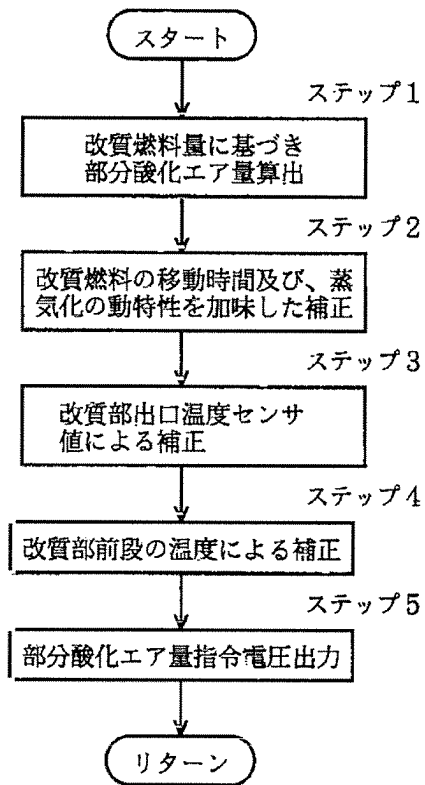 スタート
ステップ1
改質燃料量に基づき
部分酸化エア量算出
ステップ2
改質燃料の移動時間及び、蒸
気化の動特性を加味した補正
ステップ3
改質部出口温度センサ
値による補正
ステップ4
改質部前段の温度による補正
ステップ5
部分酸化エア量指令電圧出力
リターン